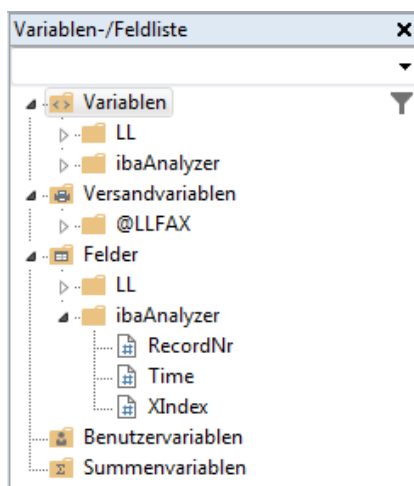 Variablen-/Feldliste
Variablen
LL
ibaAnalyzer
Versandvariablen
@LLFAX
Felder
LL
ibaAnalyzer
RecordNr
Time
XIndex
Benutzervariablen
Summenvariablen